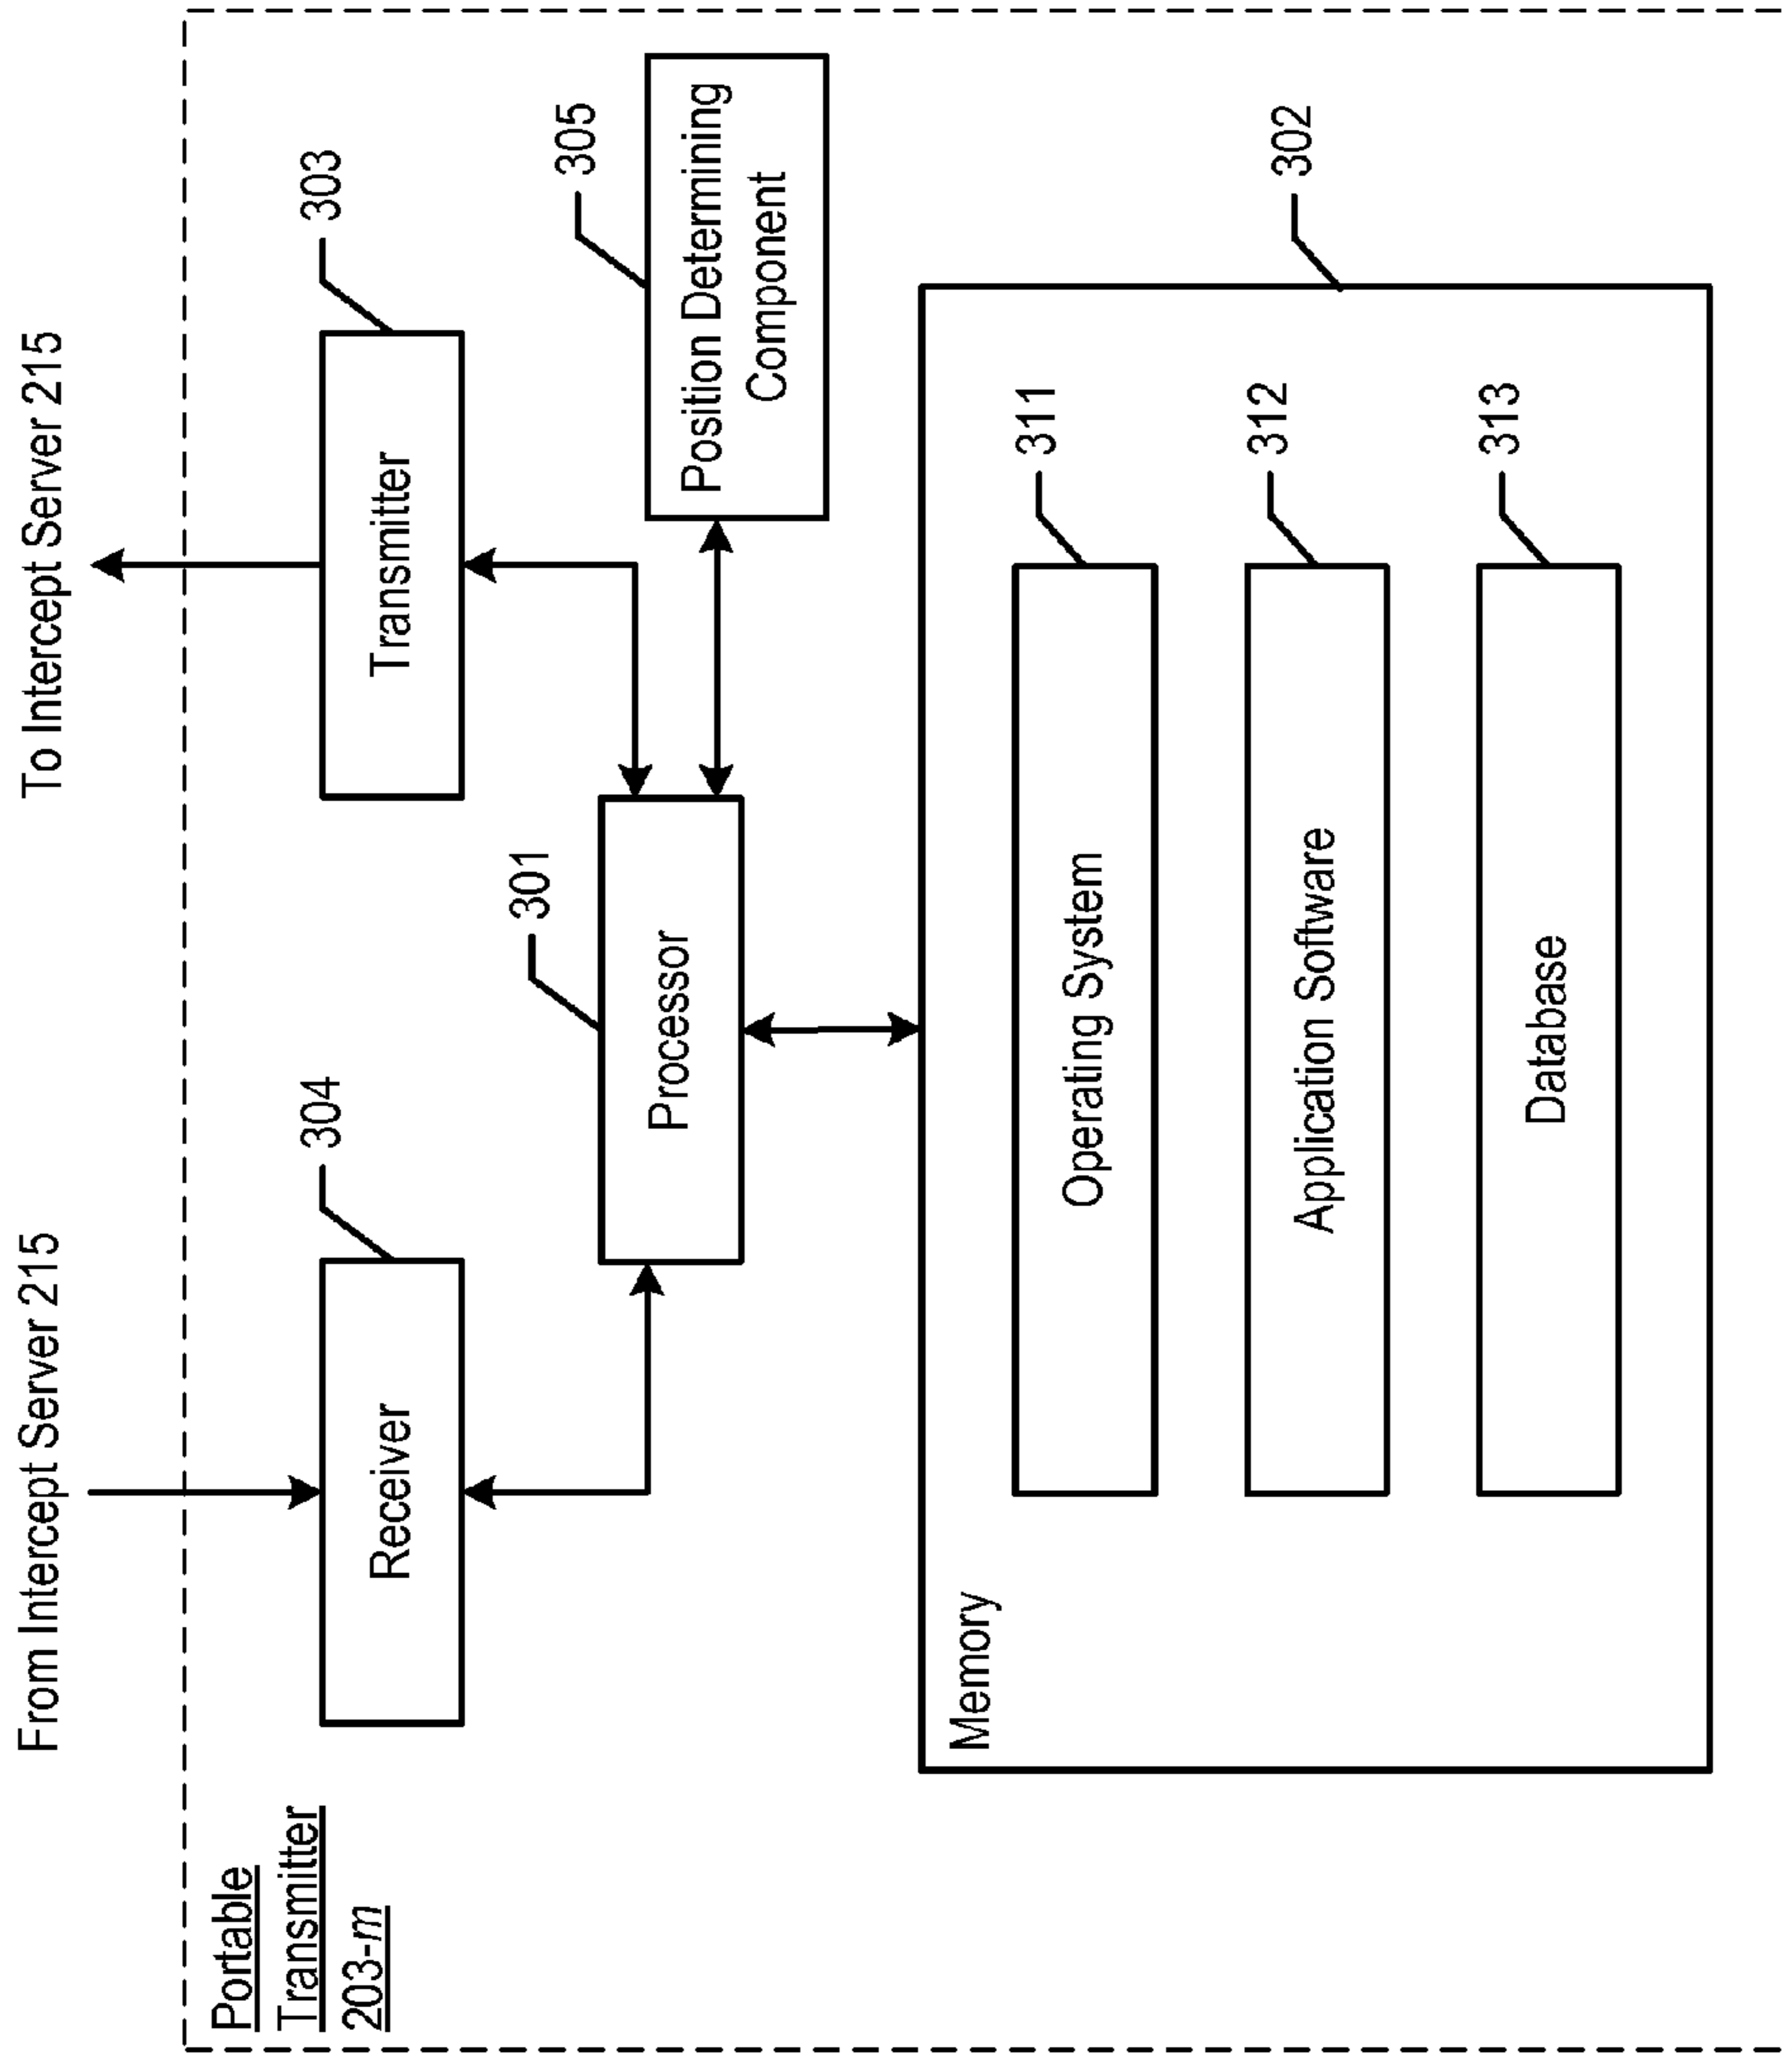 From Intercept Server 215
To Intercept Server 215
Portable
Transmitter
203-m
304
303
Receiver
Transmitter
301
305
Processor
Position Determining
Component
302
Memory
311
Operating System
312
Application Software
313
Database